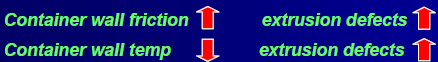 Container wall friction extrusion defects
Container wall temp extrusion defects